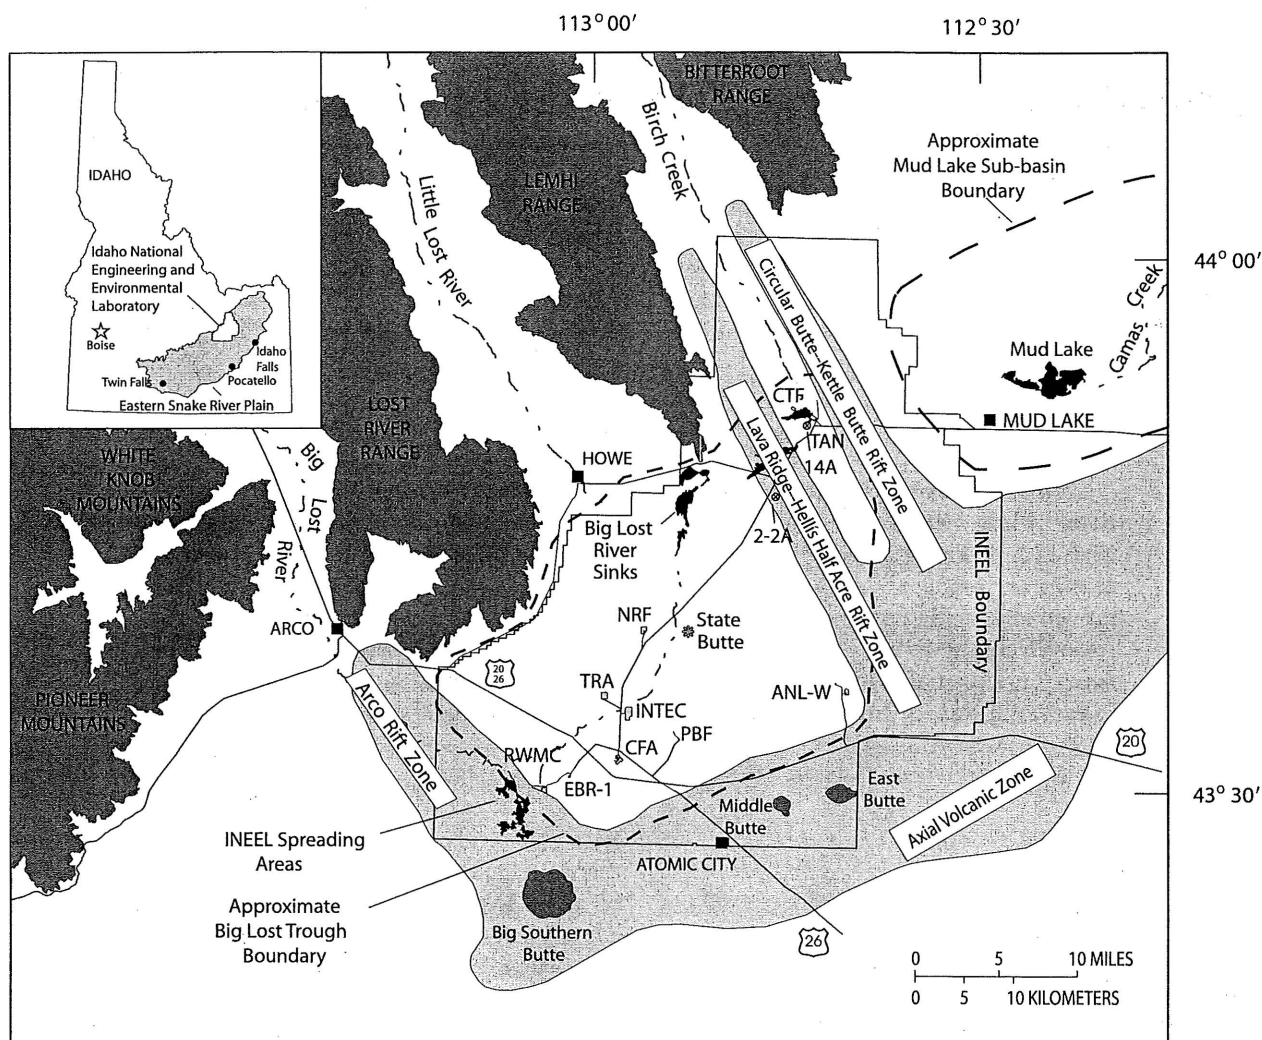 113° 00′
112° 30′
BITTERROOT
RANGE
Birch Creek
Approximate
Mud Lake Sub-basin
Boundary
IDAHO
LEMHI
RANGE
Little Lost River
Idaho National
Engineering and
Environmental
Laboratory
44° 00′
Circular Butte–Kettle Butte Rift Zone
Camas Creek
Boise
Idaho
Falls
Pocatello
Twin Falls
Eastern Snake River Plain
Mud Lake
CTF
MUD LAKE
LOST
RIVER
RANGE
TAN
Lava Ridge–Hellis Half Acre Rift Zone
WHITE
KNOB
MOUNTAINS
Big Lost River
HOWE
14A
Big Lost
River
Sinks
2-2A
INEEL Boundary
ARCO
NRF
State
Butte
20
26
TRA
ANL-W
PIONEER
MOUNTAINS
Arco Rift Zone
INTEC
PBF
RWMC
CFA
20
EBR-1
East
Butte
Axial Volcanic Zone
43° 30′
Middle
Butte
INEEL Spreading
Areas
ATOMIC CITY
Approximate
Big Lost Trough
Boundary
Big Southern
Butte
26
0 5 10 MILES
0 5 10 KILOMETERS